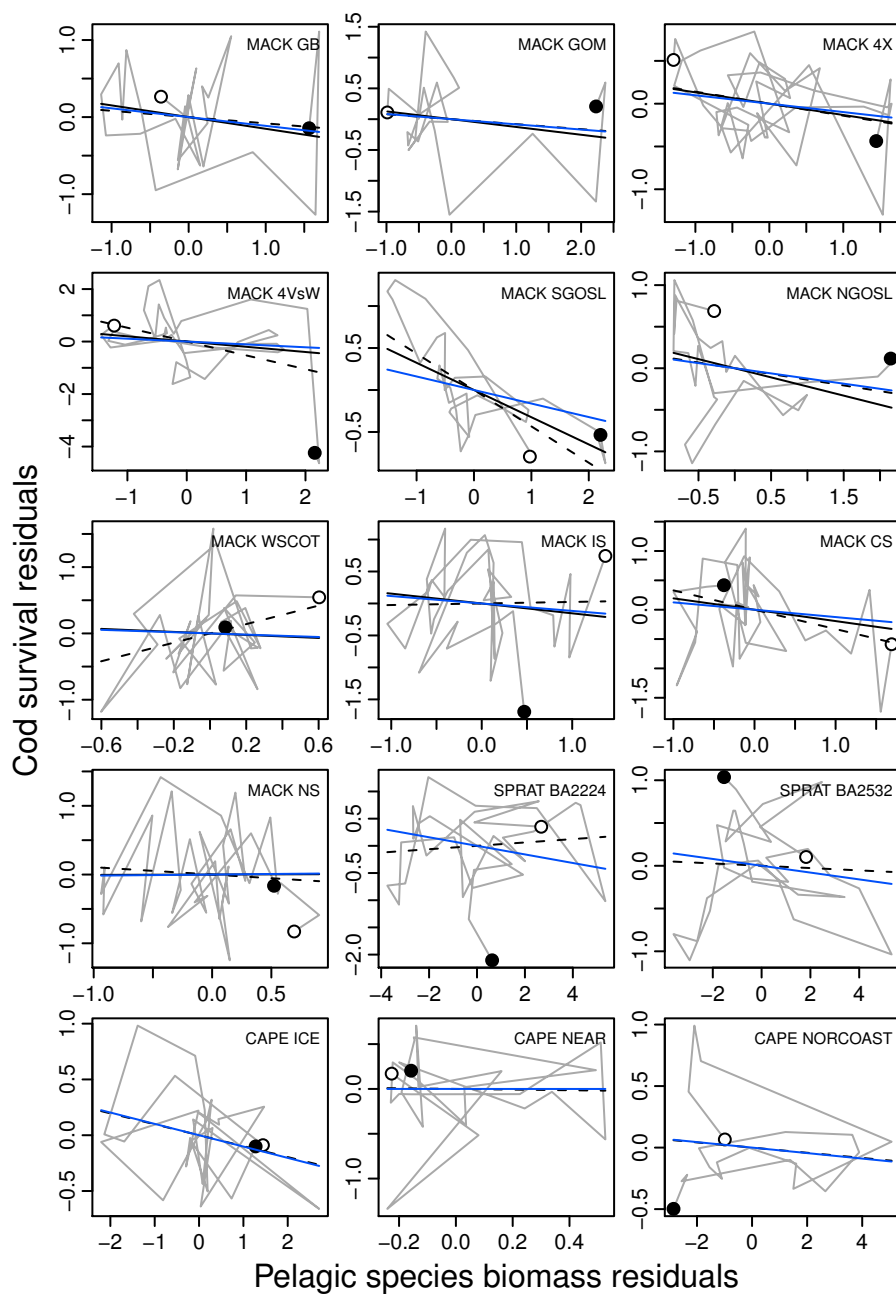 Cod survival residuals
MACK GB
−1.0 0.0 1.0
−1.0 0.0 1.0
MACK GOM
−1.5 −0.5 0.5 1.5
−1.0 0.0 1.0 2.0
MACK 4X
−1.0 0.0 1.0
−1.0 0.0 1.0
MACK 4VsW
−4 −2 0 2
−1 0 1 2
MACK SGOSL
−0.5 0.5
−1 0 1 2
MACK NGOSL
−1.0 0.0 1.0
−0.5 0.5 2.0
MACK WSCOT
−1.0 0.0 1.0
−0.6 −0.2 0.2 0.6
MACK IS
−1.5 −0.5 0.5
−1.0 0.0 1.0
MACK CS
−1.5 0.0 1.0
−1.0 0.0 1.0
MACK NS
−1.0 0.0 1.0
−1.0 0.0 0.5
SPRAT BA2224
−2.0 −0.5 0.5
−4 −2 0 2 4
SPRAT BA2532
−1.0 0.0 1.0
−2 0 2 4
CAPE ICE
−0.5 0.0 0.5 1.0
−2 −1 0 1 2
CAPE NEAR
−1.0 0.0
−0.2 0.0 0.2 0.4
CAPE NORCOAST
−0.5 0.0 0.5 1.0
−2 0 2 4
Pelagic species biomass residuals